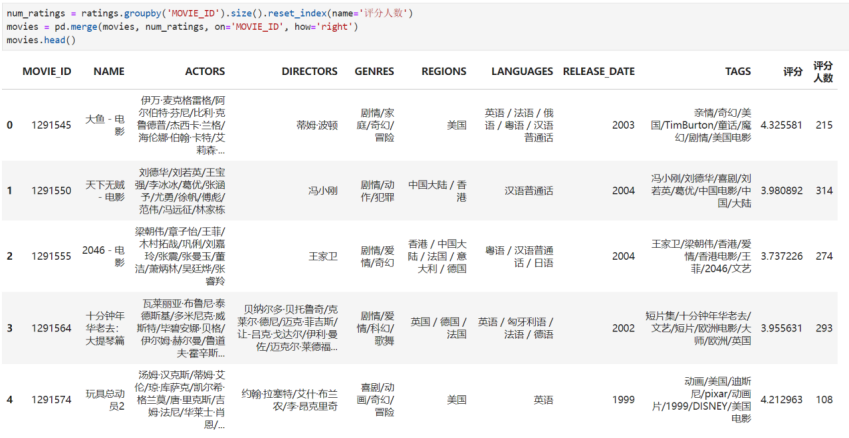 num_ratings = ratings.groupby('MOVIE_ID').size().reset_index(name='评分人数')
movies = pd.merge(movies, num_ratings, on='MOVIE_ID', how='right')
movies.head()
MOVIE_ID NAME ACTORS DIRECTORS GENRES REGIONS LANGUAGES RELEASE_DATE TAGS 评分 评分
人数
0 1291545 大鱼 - 电
影
伊万·麦克格雷格/阿
尔伯特·芬尼/比利·克
鲁德普/杰西卡·兰格/
海伦娜·伯翰·卡特/艾
莉森·...
蒂姆·波顿
剧情/家
庭/奇幻/
冒险
美国
英语 / 法语 / 俄
语 / 粤语 / 汉语
普通话
2003
亲情/奇幻/美
国/TimBurton/童话/魔
幻/剧情/美国电影
4.325581 215
1 1291550 天下无贼
- 电影
刘德华/刘若英/王宝
强/李冰冰/葛优/张涵
予/尤勇/徐帆/傅彪/
范伟/冯远征/林家栋
冯小刚
剧情/动
作/犯罪
中国大陆 / 香
港
汉语普通话
2004
冯小刚/刘德华/喜剧/刘
若英/葛优/中国电影/中
国/大陆
3.980892 314
2 1291555 2046 - 电
影
梁朝伟/章子怡/王菲/
木村拓哉/巩俐/刘嘉
玲/张震/张曼玉/董
洁/萧炳林/吴廷烨/张
睿羚
王家卫
剧情/爱
情/奇幻
香港 / 中国大
陆 / 法国 / 意
大利 / 德国
粤语 / 汉语普通
话 / 日语
2004
王家卫/梁朝伟/香港/爱
情/香港电影/王
菲/2046/文艺
3.737226 274
3 1291564 十分钟年
华老去：
大提琴篇
瓦莱丽亚·布鲁尼·泰
德斯基/多米尼克·威
斯特/华碧安娜·贝格/
伊尔姆·赫尔曼/鲁道
夫·霍辛斯...
贝纳尔多·贝托鲁奇/克
莱尔·德尼/迈克·菲吉斯/
让-吕克·戈达尔/伊利·曼
佐/迈克尔·莱德福...
剧情/爱
情/科幻/
歌舞
英国 / 德国 /
法国
英语 / 匈牙利语 /
法语 / 德语
2002
短片集/十分钟年华老去/
文艺/短片/欧洲电影/大
师/欧洲/英国
3.955631 293
4 1291574 玩具总动
员2
汤姆·汉克斯/蒂姆·艾
伦/琼·库萨克/凯尔希·
格兰莫/唐·里克斯/吉
姆·法尼/华莱士·肖
恩/...
约翰·拉塞特/艾什·布兰
农/李·昂克里奇
喜剧/动
画/奇幻/
冒险
美国
英语
1999
动画/美国/迪斯
尼/pixar/动画
片/1999/DISNEY/美国
电影
4.212963 108